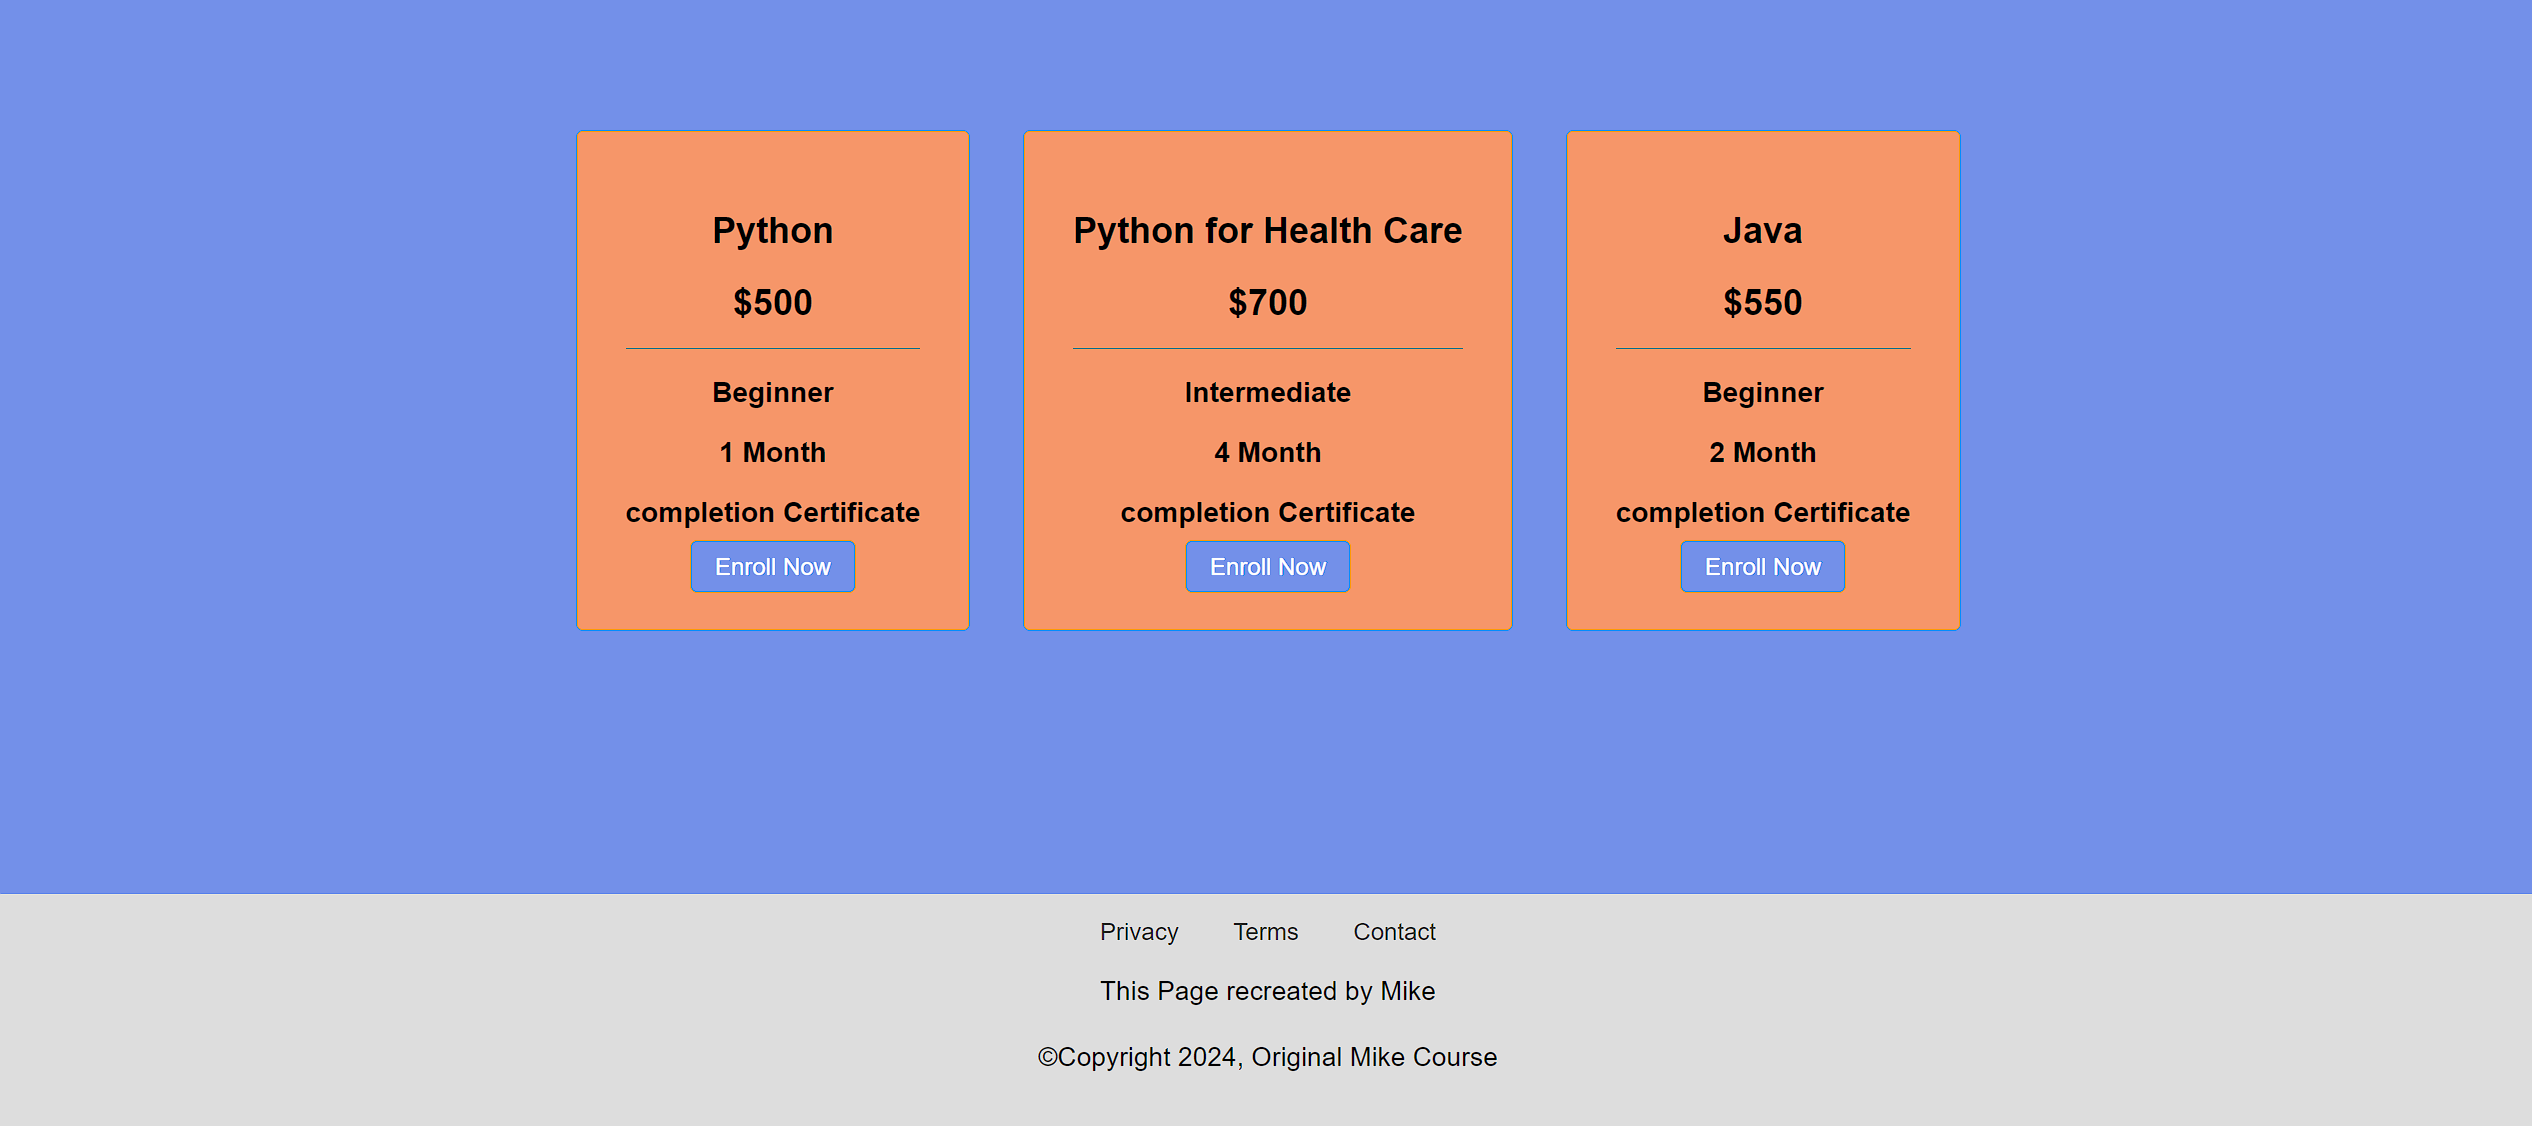 Python
$500
Beginner
1 Month
completion Certificate
Enroll Now
Python for Health Care
$700
Intermediate
4 Month
completion Certificate
Enroll Now
Java
$550
Beginner
2 Month
completion Certificate
Enroll Now
Privacy Terms Contact
This Page recreated by Mike
©Copyright 2024, Original Mike Course